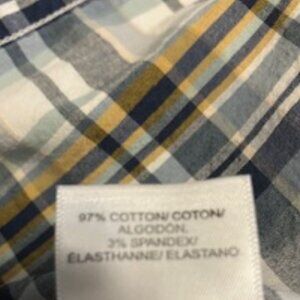 97% COTTON/ COTON/
ALGODÓN,
3% SPANDEX/
ÉLASTHANNE/ ELASTANO